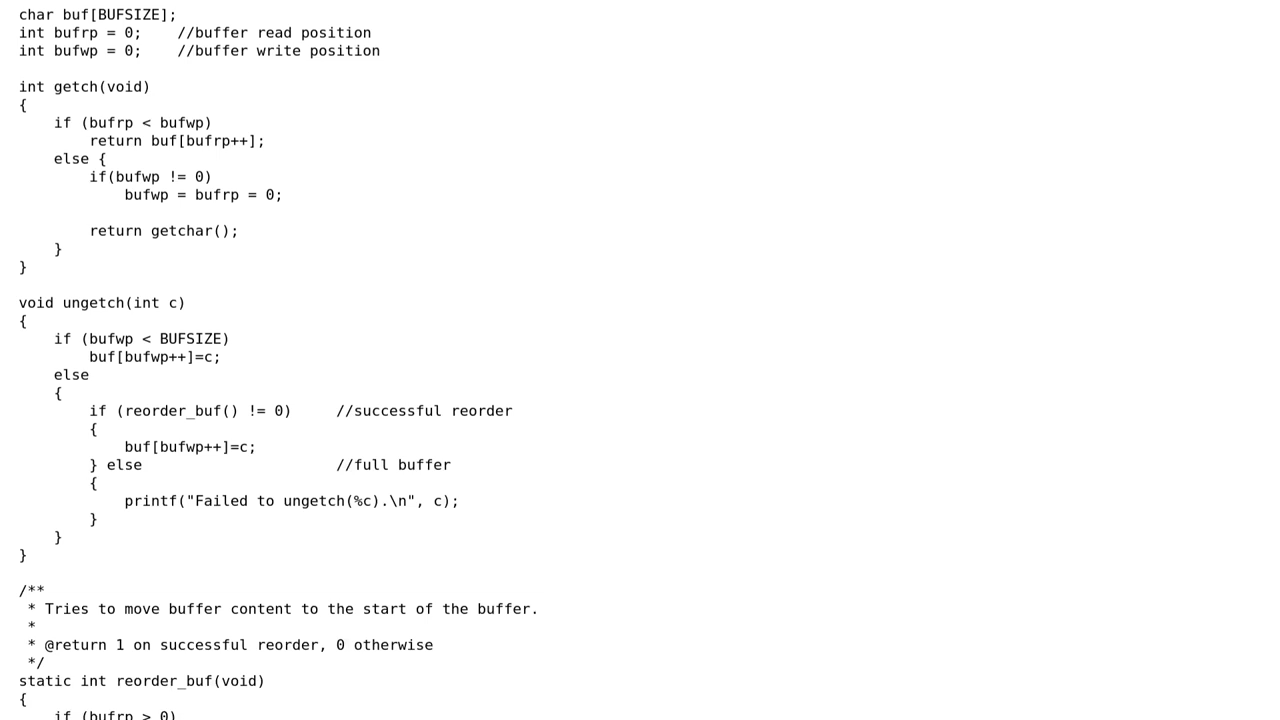 char buf[BUFSIZE];
int bufrp = 0;    //buffer read position
int bufwp = 0;    //buffer write position

int getch(void)
{
    if (bufrp < bufwp)
        return buf[bufrp++];
    else {
        if(bufwp != 0)
            bufwp = bufrp = 0;

        return getchar();
    }
}

void ungetch(int c)
{
    if (bufwp < BUFSIZE)
        buf[bufwp++]=c;
    else
    {
        if (reorder_buf() != 0)     //successful reorder
        {
            buf[bufwp++]=c;
        } else                      //full buffer
        {
            printf("Failed to ungetch(%c).\n", c);
        }
    }
}

/**
 * Tries to move buffer content to the start of the buffer.
 *
 * @return 1 on successful reorder, 0 otherwise
 */
static int reorder_buf(void)
{
    if (bufrp > 0)